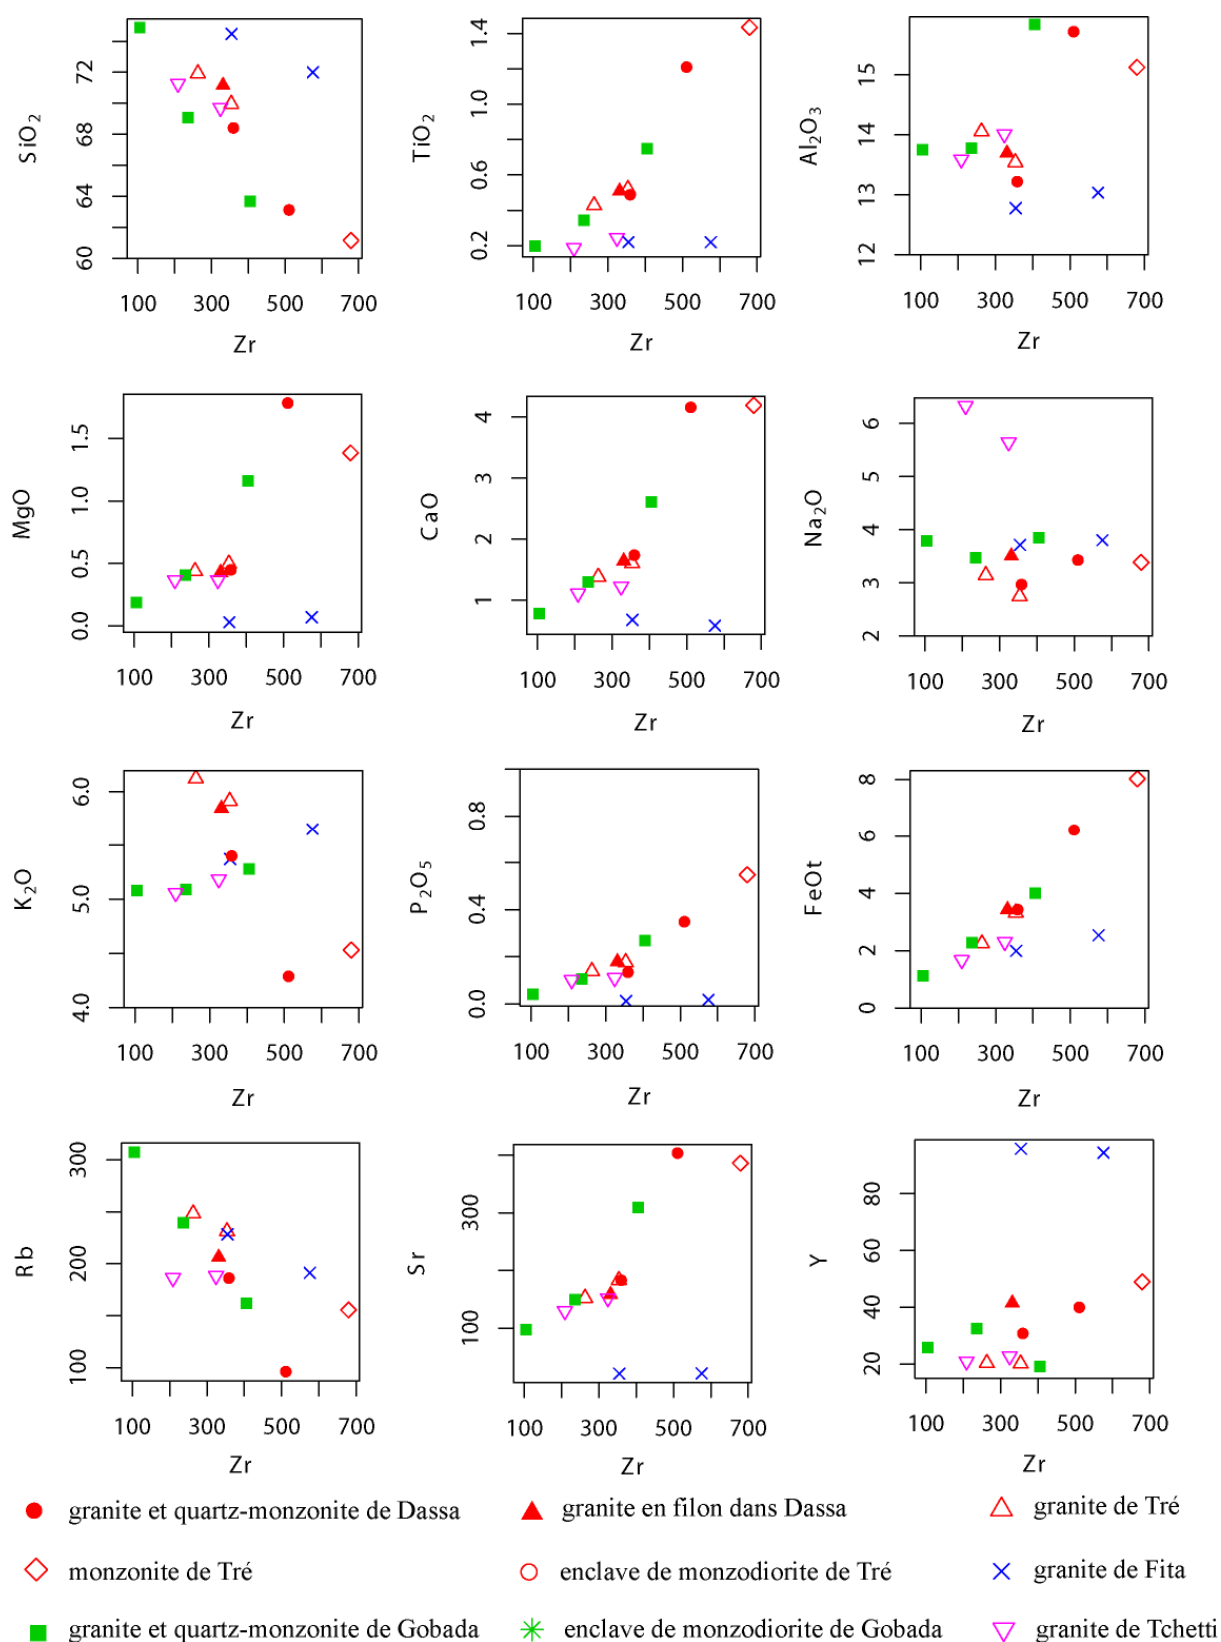 SiO2
72
68
64
60
100 300 500 700
Zr
TiO2
1.4
1.0
0.6
0.2
100 300 500 700
Zr
Al2O3
15
14
13
12
100 300 500 700
Zr
MgO
1.5
1.0
0.5
0.0
100 300 500 700
Zr
CaO
4
3
2
1
100 300 500 700
Zr
Na2O
6
5
4
3
2
100 300 500 700
Zr
K2O
6.0
5.0
4.0
100 300 500 700
Zr
P2O5
0.8
0.4
0.0
100 300 500 700
Zr
FeOt
8
6
4
2
0
100 300 500 700
Zr
Rb
300
200
100
100 300 500 700
Zr
Sr
300
100
100 300 500 700
Zr
Y
80
60
40
20
100 300 500 700
Zr
granite et quartz-monzonite de Dassa
granite en filon dans Dassa
granite de Tré
monzonite de Tré
enclave de monzodiorite de Tré
granite de Fita
granite et quartz-monzonite de Gobada
enclave de monzodiorite de Gobada
granite de Tchetti